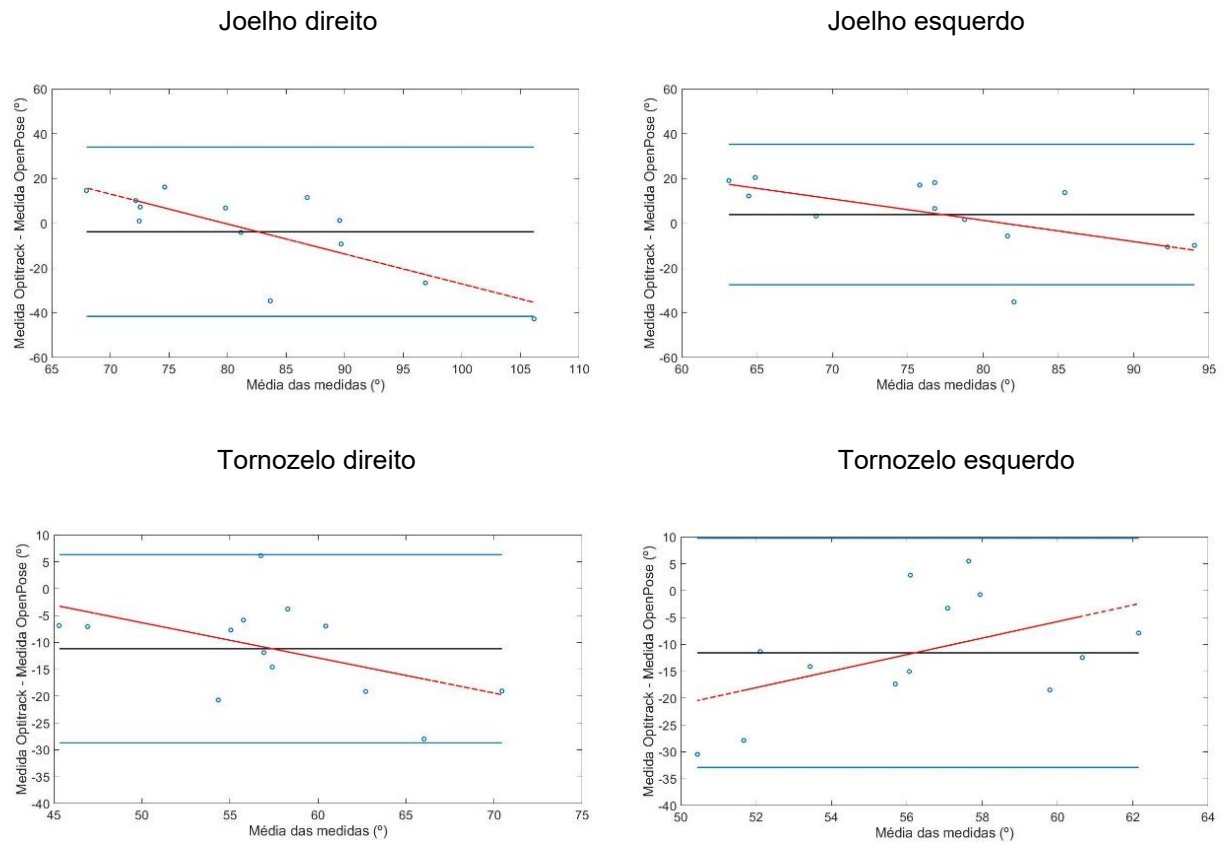 Joelho direito
Joelho esquerdo
Medida Optitrack - Medida OpenPose (º)
60
40
20
0
-20
-40
-60
65 70 75 80 85 90 95 100 105 110
Média das medidas (º)
Medida Optitrack - Medida OpenPose (º)
60
40
20
0
-20
-40
-60
60 65 70 75 80 85 90 95
Média das medidas (º)
Tornozelo direito
Tornozelo esquerdo
Medida Optitrack - Medida OpenPose (º)
10
5
0
-5
-10
-15
-20
-25
-30
-35
-40
45 50 55 60 65 70 75
Média das medidas (º)
Medida Optitrack - Medida OpenPose (º)
10
5
0
-5
-10
-15
-20
-25
-30
-35
-40
50 52 54 56 58 60 62 64
Média das medidas (º)